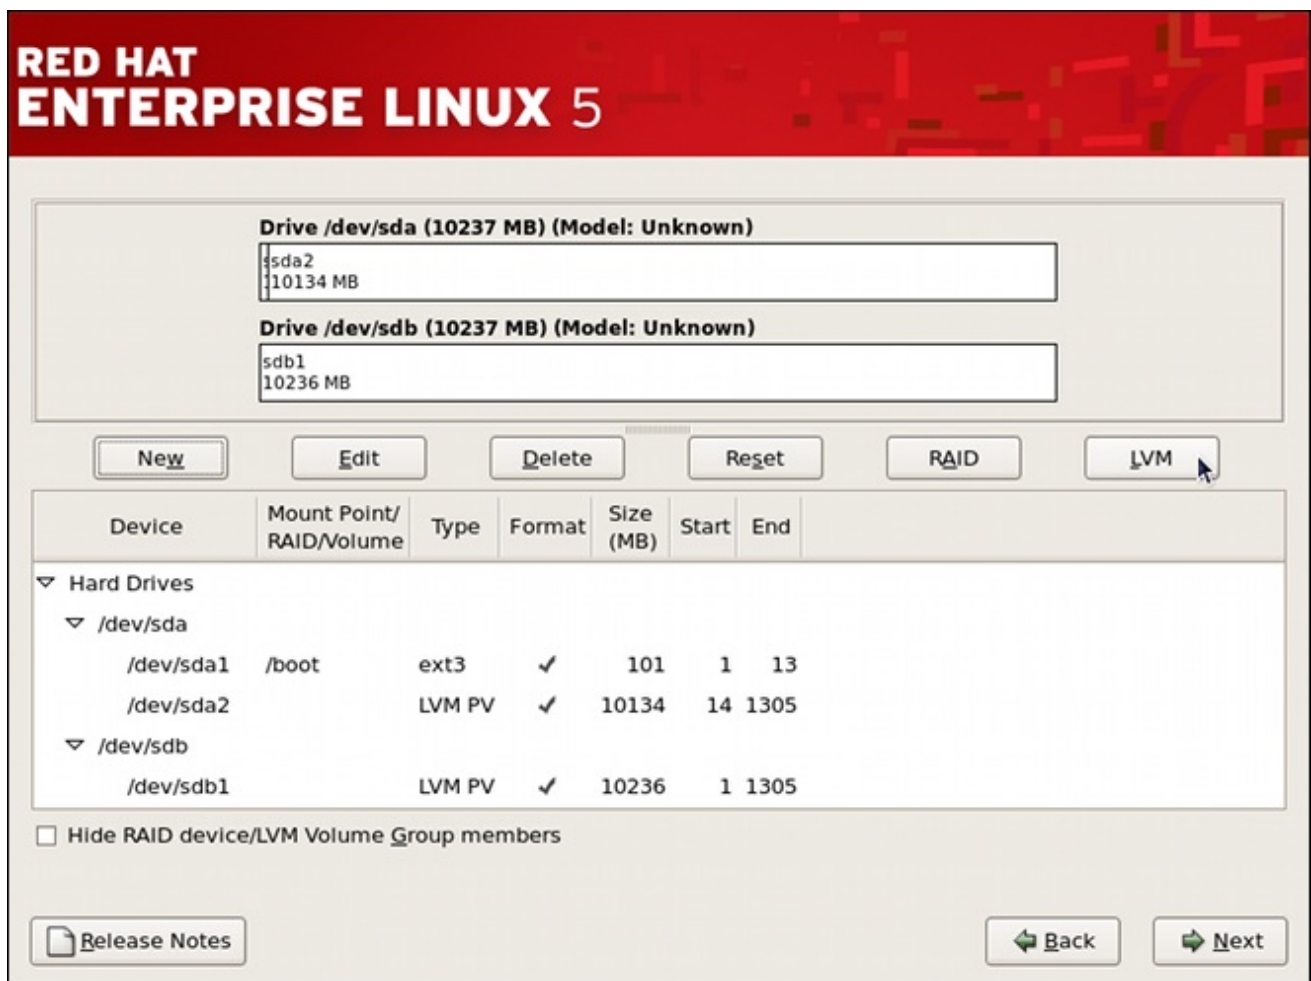 RED HAT
ENTERPRISE LINUX 5
Drive /dev/sda (10237 MB) (Model: Unknown)
sda2
10134 MB
Drive /dev/sdb (10237 MB) (Model: Unknown)
sdb1
10236 MB
New Edit Delete Reset RAID LVM
Device Mount Point/ RAID/Volume Type Format Size (MB) Start End
Hard Drives
/dev/sda
/dev/sda1 /boot ext3 ✓ 101 1 13
/dev/sda2 LVM PV ✓ 10134 14 1305
/dev/sdb
/dev/sdb1 LVM PV ✓ 10236 1 1305
Hide RAID device/LVM Volume Group members
Release Notes Back Next